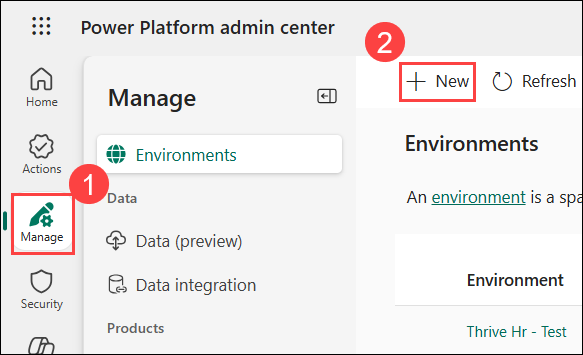 Power Platform admin center
2
New
Refresh
Home
Manage
Environments
Actions
Environments
1
Data
An environment is a spa
Manage
Data (preview)
Security
Data integration
Environment
Products
Thrive Hr - Test